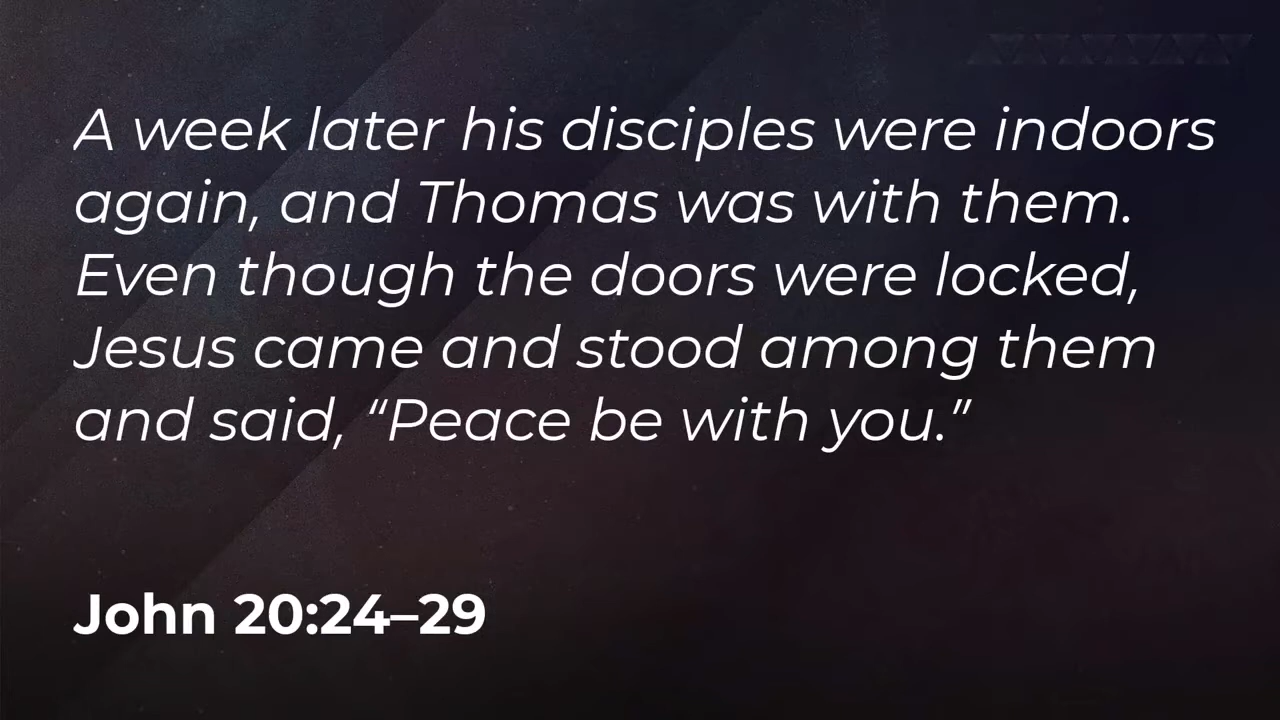 A week later his disciples were indoors
again, and Thomas was with them.
Even though the doors were locked,
Jesus came and stood among them
and said, “Peace be with you.”
John 20:24–29